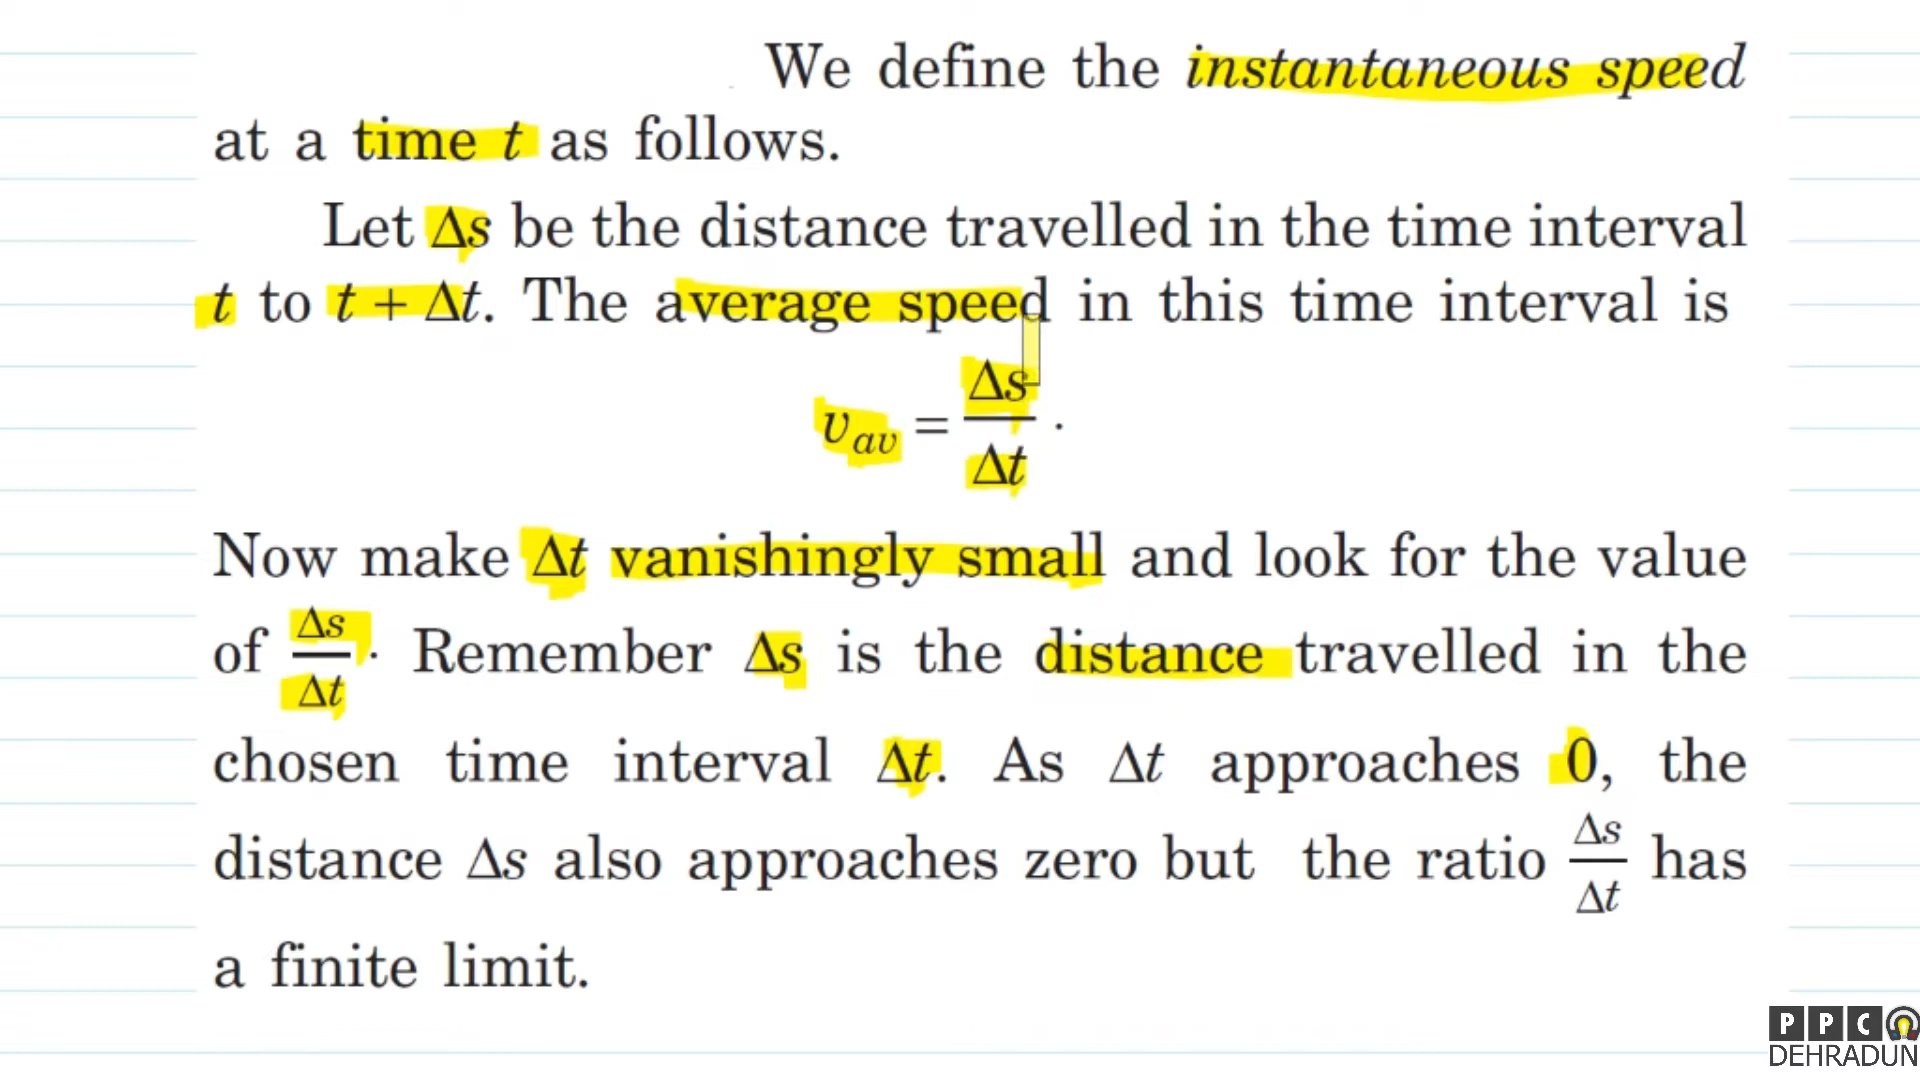 We define the instantaneous speed
at a time t as follows.
Let Δs be the distance travelled in the time interval
t to t + Δt. The average speed in this time interval is
v_av = Δs/Δt .
Now make Δt vanishingly small and look for the value
of Δs/Δt . Remember Δs is the distance travelled in the
chosen time interval Δt. As Δt approaches 0, the
distance Δs also approaches zero but the ratio Δs/Δt has
a finite limit.
PPC
DEHRADUN